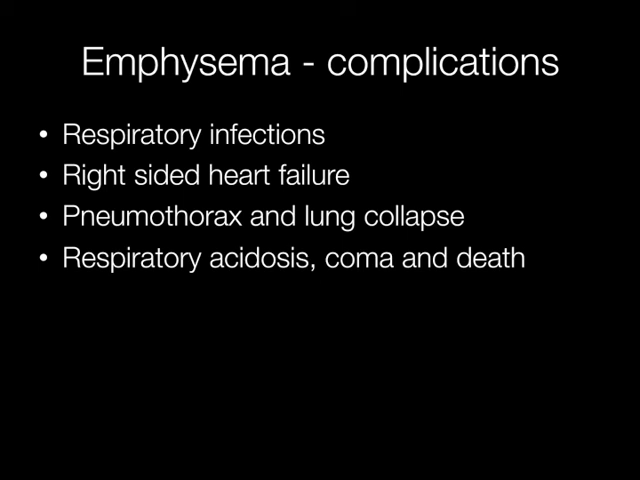 Emphysema - complications
• Respiratory infections
• Right sided heart failure
• Pneumothorax and lung collapse
• Respiratory acidosis, coma and death